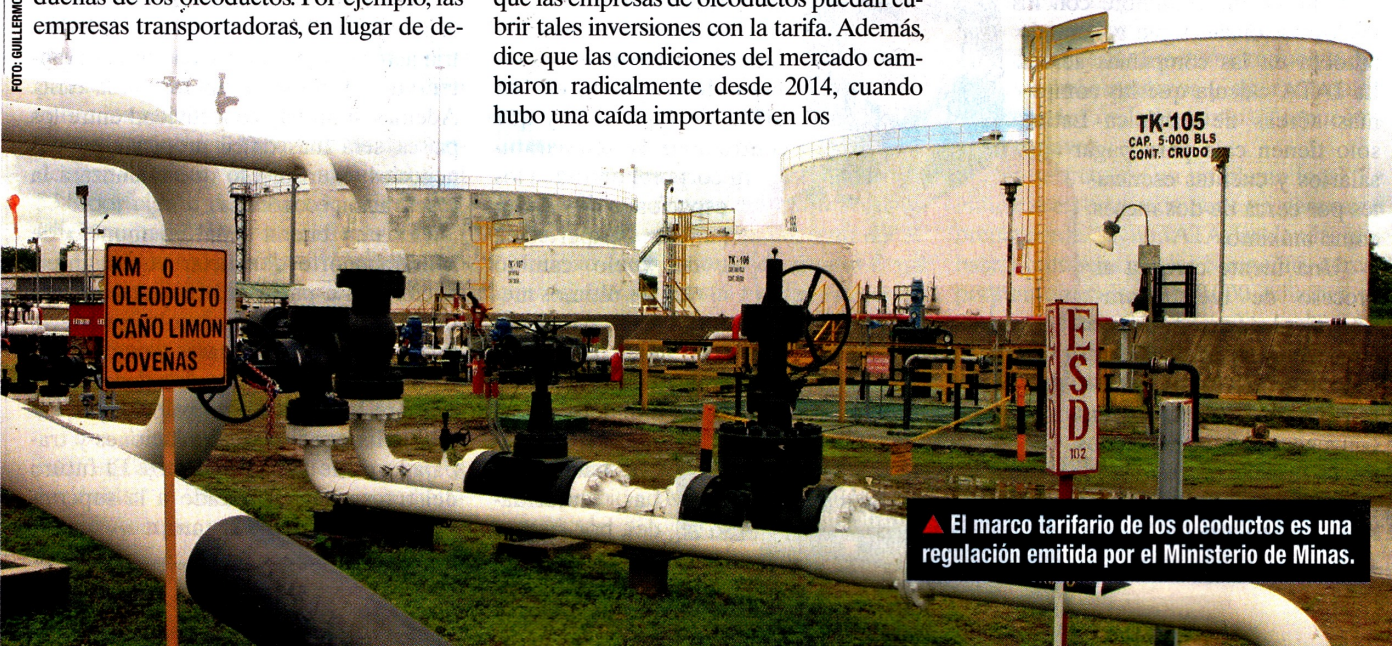 FOTO: GUILLERMO
dueñas de los oleoductos. Por ejemplo, las
empresas transportadoras, en lugar de de-
que las empresas de oleoductos puedan cu-
brir tales inversiones con la tarifa. Además,
dice que las condiciones del mercado cam-
biaron radicalmente desde 2014, cuando
hubo una caída importante en los
TK-105
CAP. 5.000 BLS
CONT. CRUDO
TK-107
TK-106
KM 0
OLEODUCTO
CAÑO LIMON
COVEÑAS
ESD
ESD
102
▲ El marco tarifario de los oleoductos es una
regulación emitida por el Ministerio de Minas.